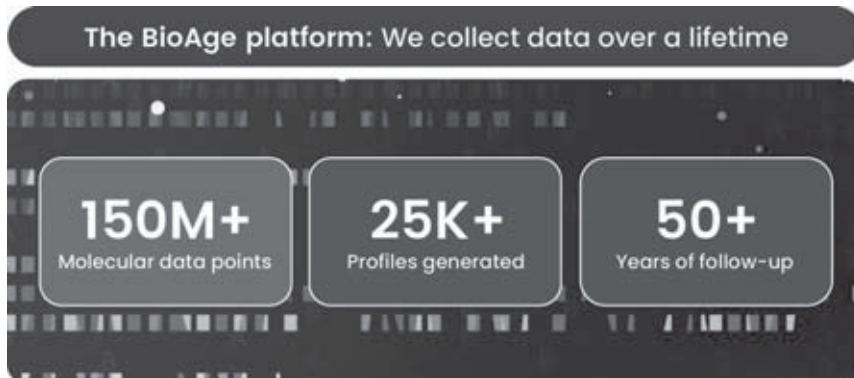 The BioAge platform: We collect data over a lifetime
150M+
Molecular data points
25K+
Profiles generated
50+
Years of follow-up